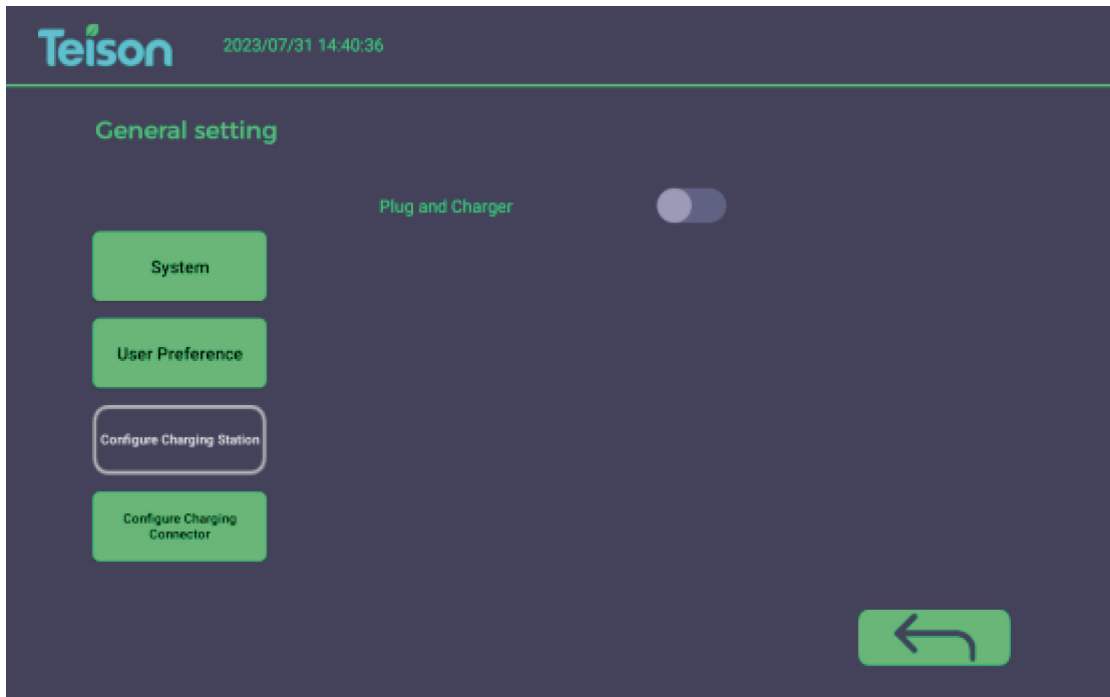 Teison
2023/07/31 14:40:36
General setting
Plug and Charger
System
User Preference
Configure Charging Station
Configure Charging
Connector